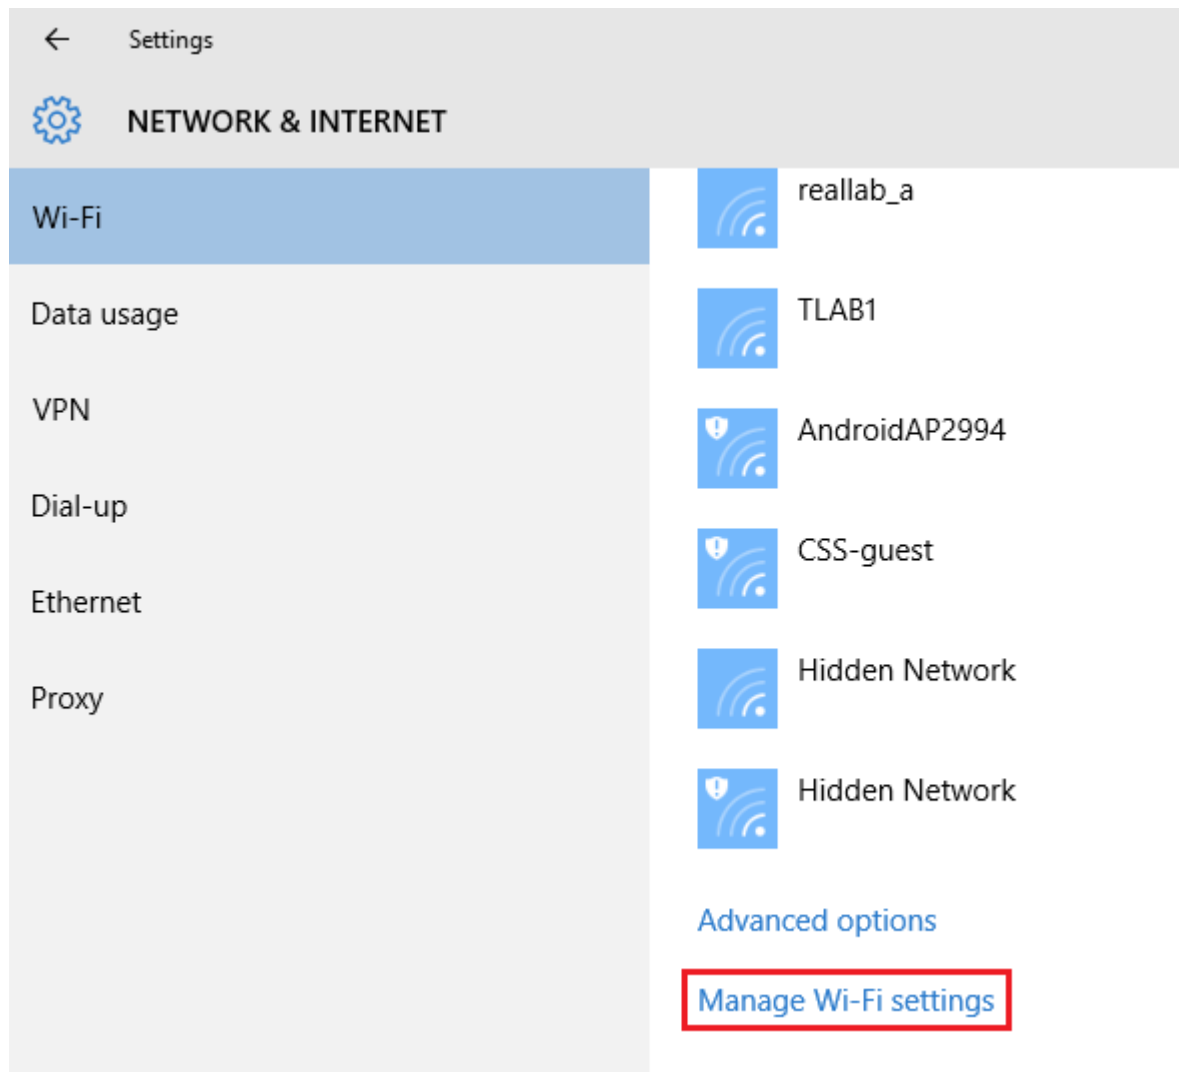 Settings
NETWORK & INTERNET
Wi-Fi
Data usage
VPN
Dial-up
Ethernet
Proxy
reallab_a
TLAB1
AndroidAP2994
CSS-guest
Hidden Network
Hidden Network
Advanced options
Manage Wi-Fi settings